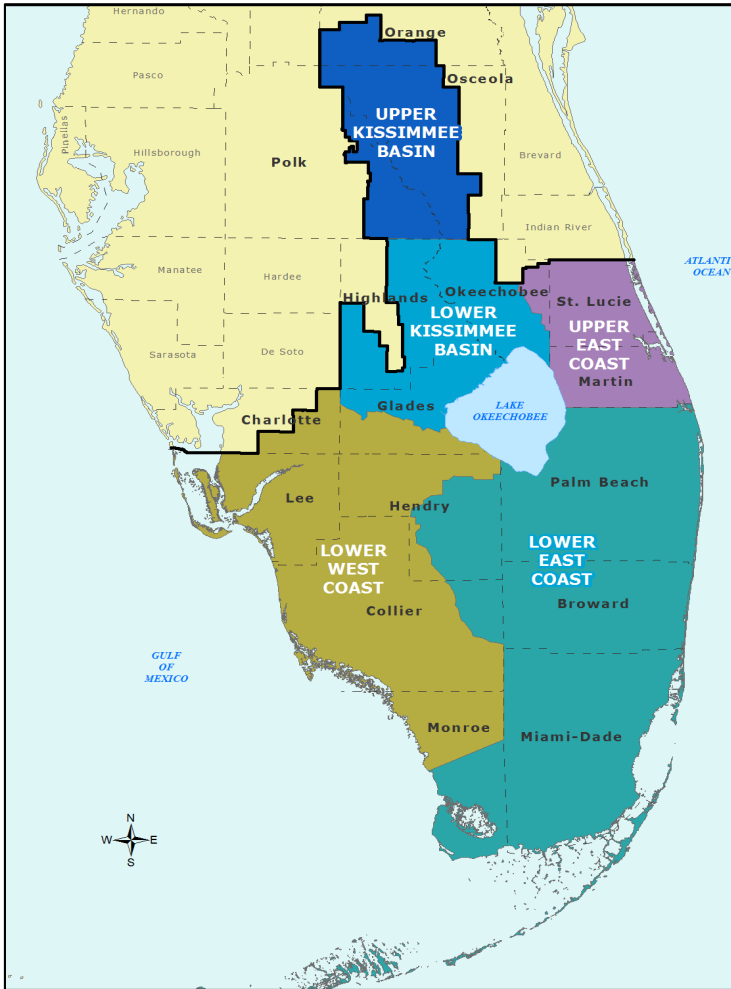 Hernando
Orange
Pasco
Osceola
Pinellas
UPPER
KISSIMMEE
BASIN
Hillsborough
Polk
Brevard
Indian River
ATLANTI
OCEAN
Manatee
Hardee
Highlands
Okeechobee
St. Lucie
LOWER
KISSIMMEE
BASIN
UPPER
EAST
COAST
Sarasota
De Soto
Martin
Glades
LAKE
OKEECHOBEE
Charlotte
Palm Beach
Lee
Hendry
LOWER
WEST
COAST
LOWER
EAST
COAST
Collier
Broward
GULF
OF
MEXICO
Monroe
Miami-Dade
N
W
E
S